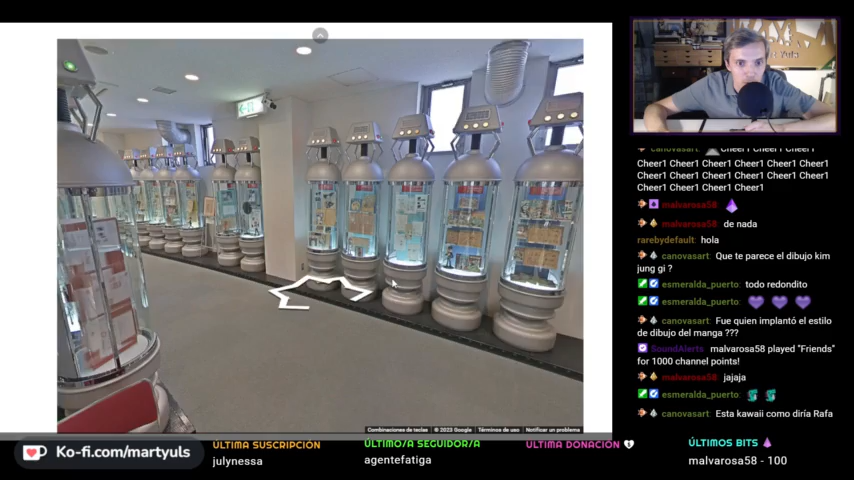 Cheer1 Cheer1 Cheer1 Cheer1 Cheer1 Cheer1
Cheer1 Cheer1 Cheer1 Cheer1 Cheer1 Cheer1
Cheer1 Cheer1 Cheer1 Cheer1
malvarosa58
malvarosa58 de nada
rarebydefault: hola
canovasart: Que te parece el dibujo kim
jung gi ?
esmeralda_puerto: todo redondito
esmeralda_puerto:
canovasart: Fue quien implantó el estilo
de dibujo del manga ???
SoundAlerts malvarosa58 played "Friends"
for 1000 channel points!
malvarosa58 jajaja
esmeralda_puerto:
canovasart: Esta kawaii como diría Rafa
Combinaciones de teclas © 2023 Google Términos de uso Notificar un problema
Ko-fi.com/martyuls
ÚLTIMA SUSCRIPCIÓN
julynessa
ÚLTIMO/A SEGUIDOR/A
agentefatiga
ÚLTIMA DONACIÓN
ÚLTIMOS BITS
malvarosa58 - 100